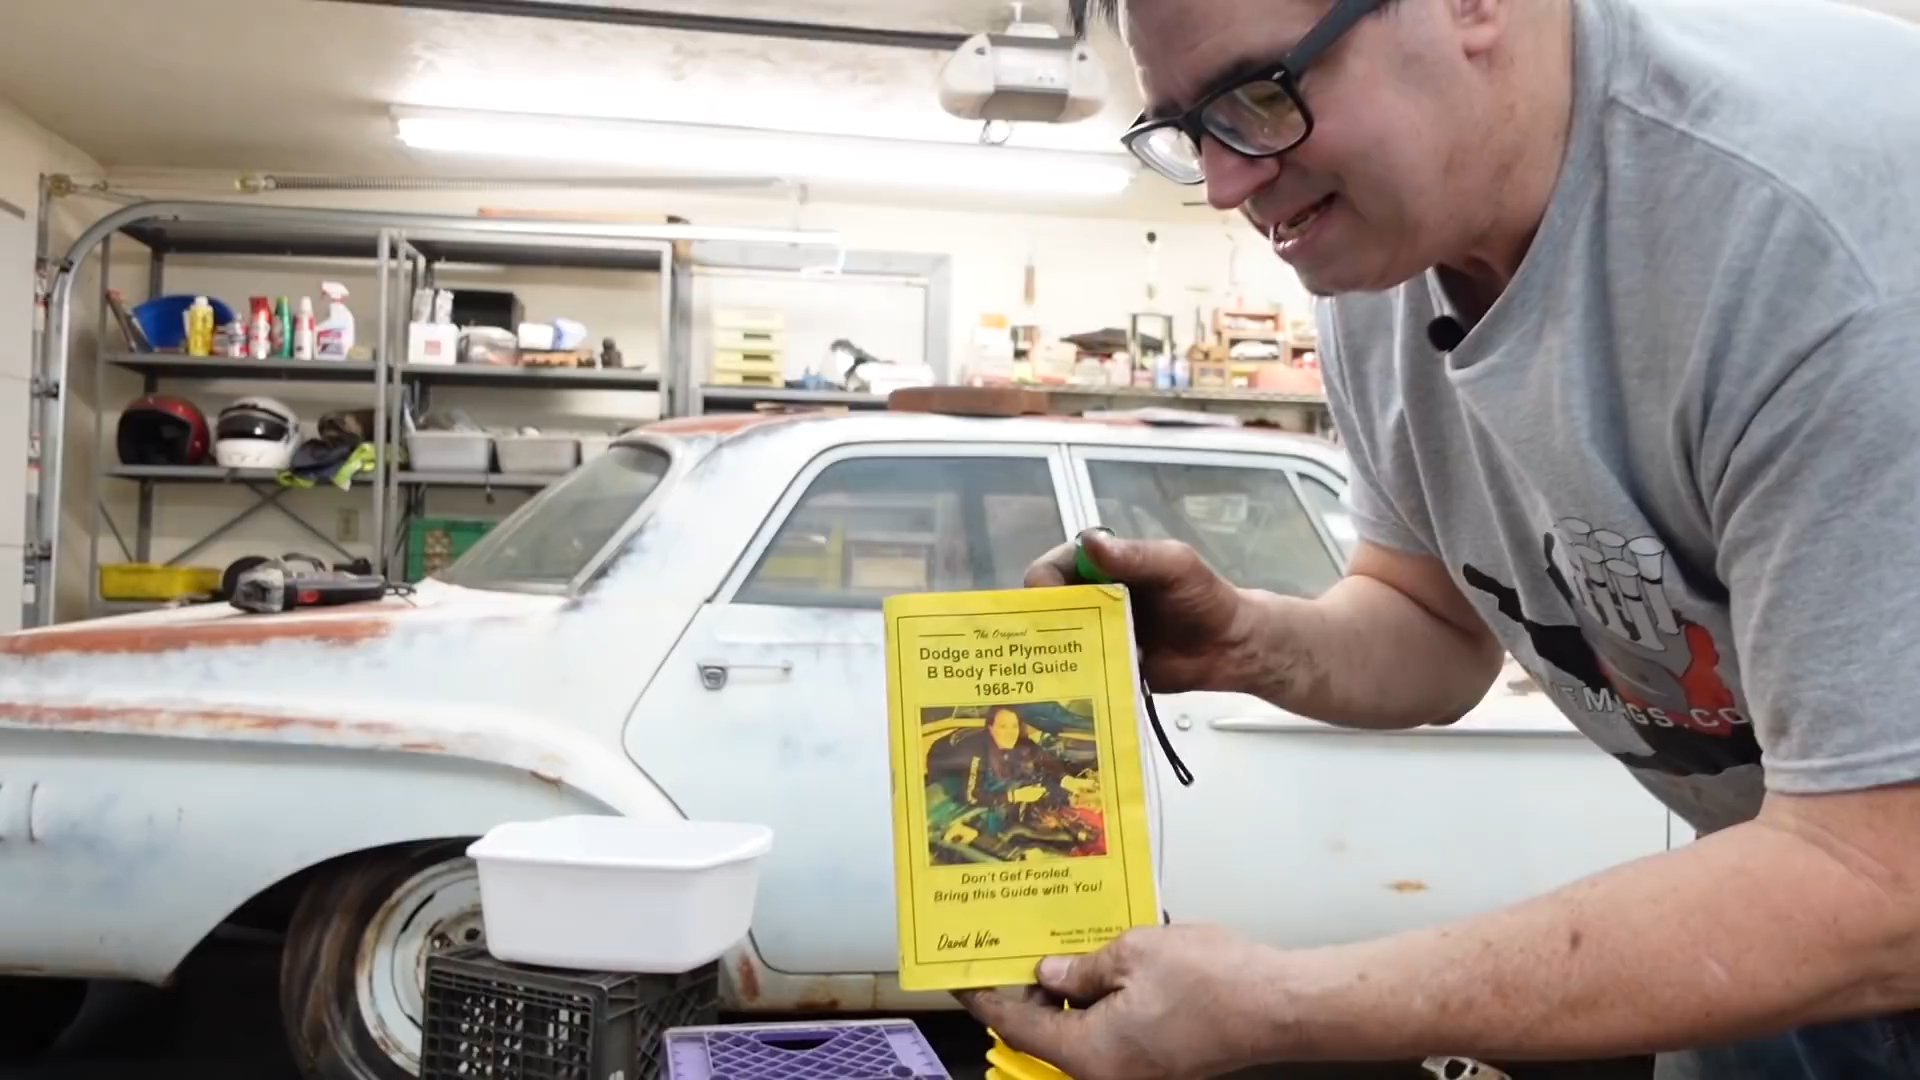 The Original
Dodge and Plymouth
B Body Field Guide
1968-70
Don't Get Fooled.
Bring this Guide with You!
David Wise